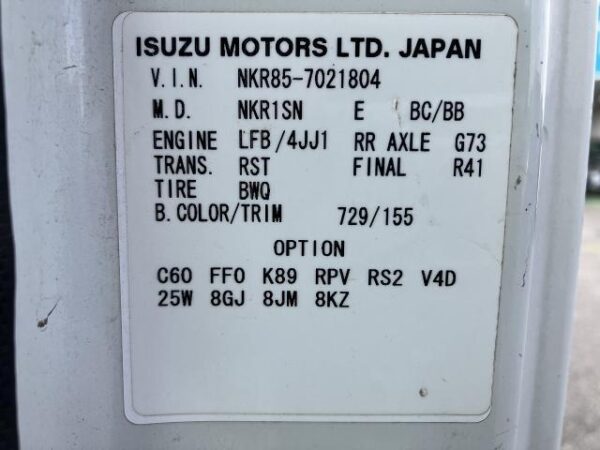 ISUZU MOTORS LTD. JAPAN
V.I.N. NKR85-7021804
M.D. NKR1SN E BC/BB
ENGINE LFB/4JJ1 RR AXLE G73
TRANS. RST FINAL R41
TIRE BWQ
B.COLOR/TRIM 729/155
OPTION
C60 FF0 K89 RPV RS2 V4D
25W 8GJ 8JM 8KZ